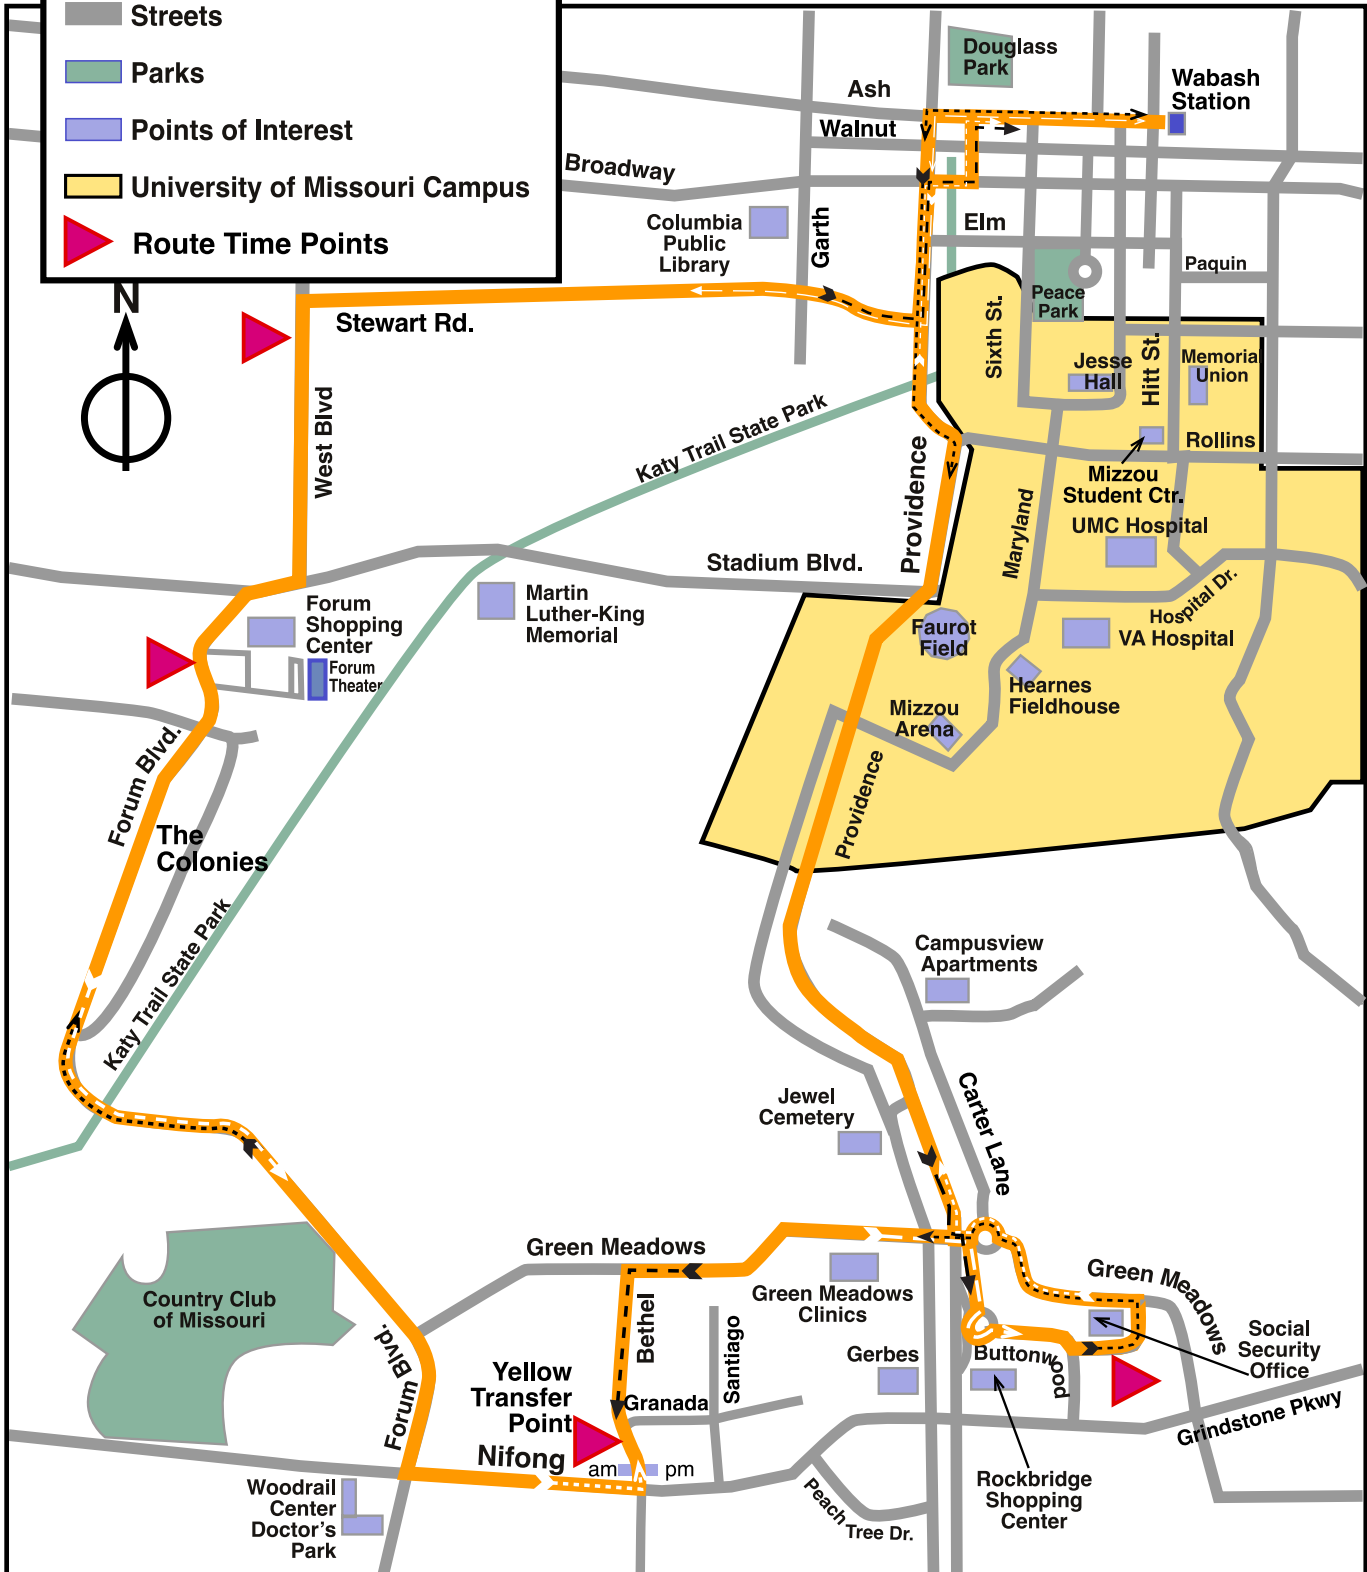 Streets
Parks
Points of Interest
University of Missouri Campus
Route Time Points
N
Douglass
Park
Wabash
Station
Ash
Walnut
Broadway
Columbia
Public
Library
Garth
Elm
Paquin
Peace
Park
Stewart Rd.
Sixth St.
Jesse
Hall
Hitt St.
Memorial
Union
West Blvd
Katy Trail State Park
Providence
Rollins
Mizzou
Student Ctr.
UMC Hospital
Maryland
Stadium Blvd.
Hospital Dr.
VA Hospital
Forum
Shopping
Center
Forum
Theater
Martin
Luther-King
Memorial
Faurot
Field
Hearnes
Fieldhouse
Mizzou
Arena
Forum Blvd.
The
Colonies
Providence
Katy Trail State Park
Campusview
Apartments
Jewel
Cemetery
Carter Lane
Green Meadows
Green Meadows
Country Club
of Missouri
Green Meadows
Clinics
Bethel
Santiago
Social
Security
Office
Gerbes
Buttonwood
Forum Blvd.
Yellow
Transfer
Point
Granada
Grindstone Pkwy
Nifong
am
pm
Woodrail
Center
Doctor's
Park
Peach Tree Dr.
Rockbridge
Shopping
Center